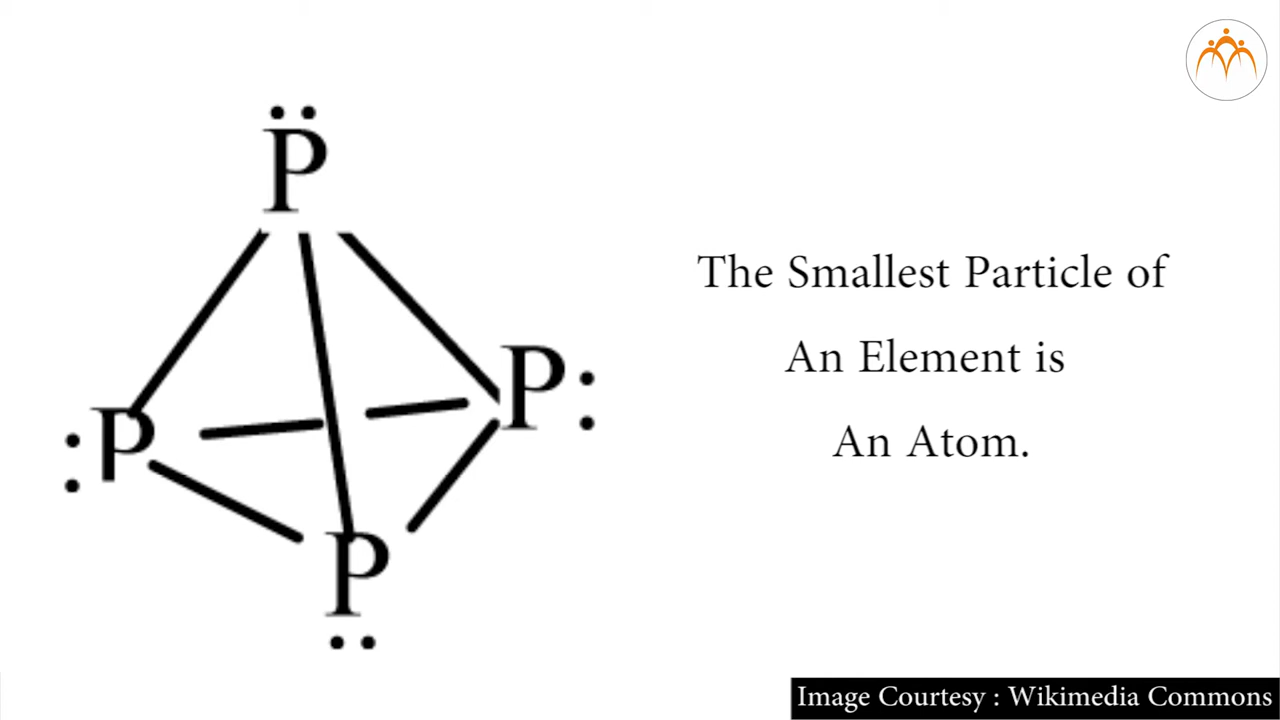 P
P:
:P
P
The Smallest Particle of
An Element is
An Atom.
Image Courtesy : Wikimedia Commons